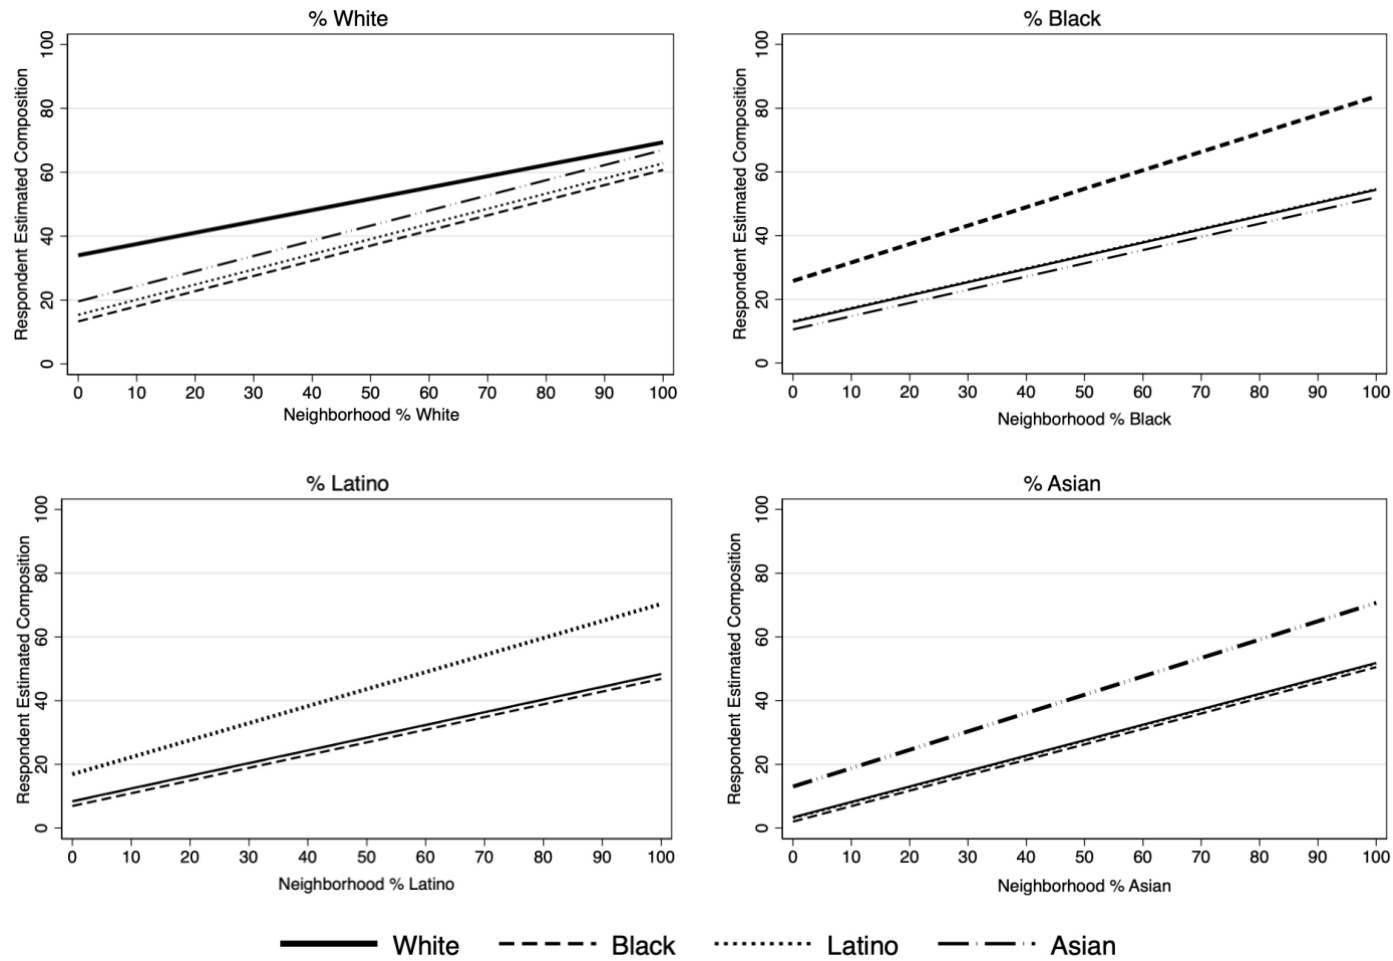 % White
Respondent Estimated Composition
100
80
60
40
20
0
0 10 20 30 40 50 60 70 80 90 100
Neighborhood % White
% Black
Respondent Estimated Composition
100
80
60
40
20
0
0 10 20 30 40 50 60 70 80 90 100
Neighborhood % Black
% Latino
Respondent Estimated Composition
100
80
60
40
20
0
0 10 20 30 40 50 60 70 80 90 100
Neighborhood % Latino
% Asian
Respondent Estimated Composition
100
80
60
40
20
0
0 10 20 30 40 50 60 70 80 90 100
Neighborhood % Asian
White Black Latino Asian